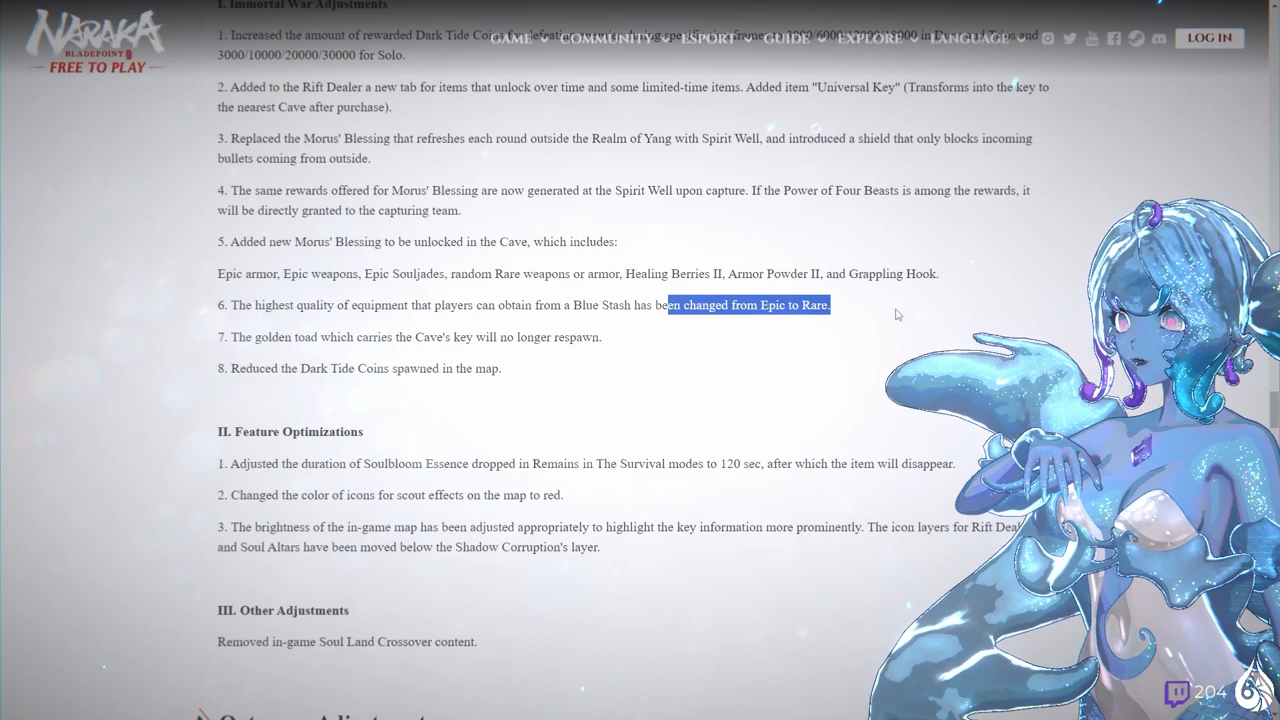 I. Immortal War Adjustments
NARAKA
BLADEPOINT
FREE TO PLAY
GAME COMMUNITY ESPORT GUIDE EXPLORE LANGUAGE LOG IN
1. Increased the amount of rewarded Dark Tide Coins for defeating
3000/10000/20000/30000 for Solo.
2. Added to the Rift Dealer a new tab for items that unlock over time and some limited-time items. Added item "Universal Key" (Transforms into the key to
the nearest Cave after purchase).
3. Replaced the Morus' Blessing that refreshes each round outside the Realm of Yang with Spirit Well, and introduced a shield that only blocks incoming
bullets coming from outside.
4. The same rewards offered for Morus' Blessing are now generated at the Spirit Well upon capture. If the Power of Four Beasts is among the rewards, it
will be directly granted to the capturing team.
5. Added new Morus' Blessing to be unlocked in the Cave, which includes:
Epic armor, Epic weapons, Epic Souljades, random Rare weapons or armor, Healing Berries II, Armor Powder II, and Grappling Hook.
6. The highest quality of equipment that players can obtain from a Blue Stash has been changed from Epic to Rare.
7. The golden toad which carries the Cave's key will no longer respawn.
8. Reduced the Dark Tide Coins spawned in the map.
II. Feature Optimizations
1. Adjusted the duration of Soulbloom Essence dropped in Remains in The Survival modes to 120 sec, after which the item will disappear.
2. Changed the color of icons for scout effects on the map to red.
3. The brightness of the in-game map has been adjusted appropriately to highlight the key information more prominently. The icon layers for Rift Deal
and Soul Altars have been moved below the Shadow Corruption's layer.
III. Other Adjustments
Removed in-game Soul Land Crossover content.
204